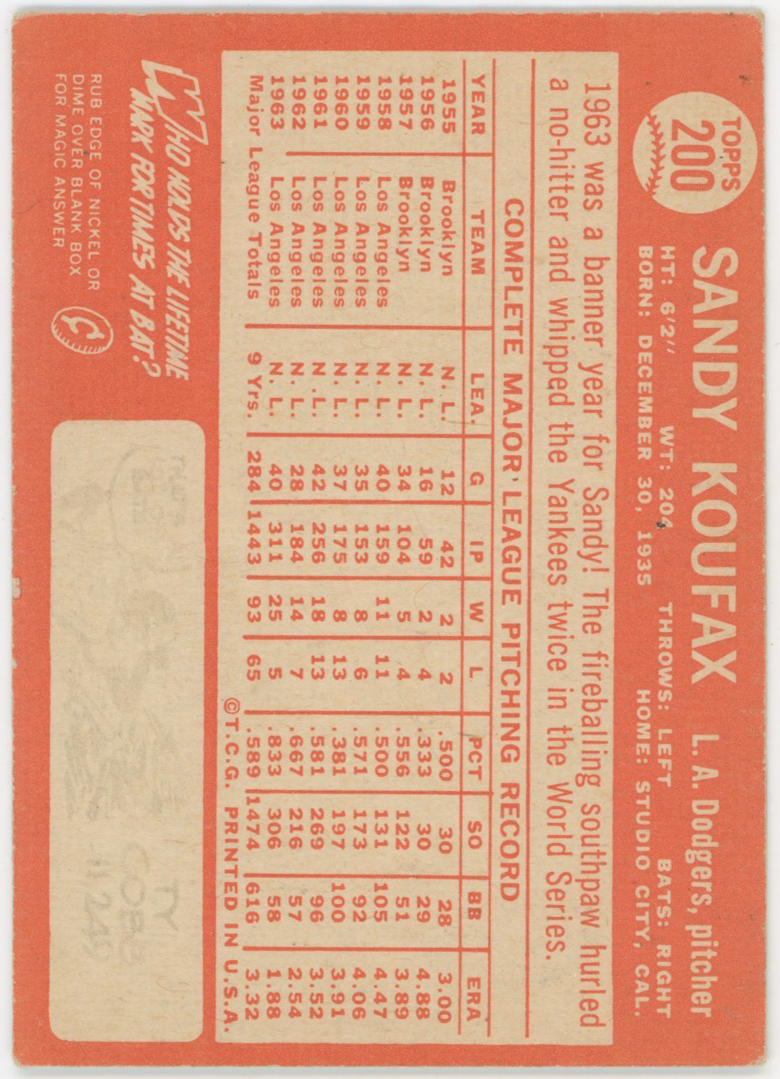 TOPPS
200
SANDY KOUFAX L. A. Dodgers, pitcher
HT: 6'2" WT: 204 THROWS: LEFT BATS: RIGHT
BORN: DECEMBER 30, 1935 HOME: STUDIO CITY, CAL.
1963 was a banner year for Sandy! The fireballing southpaw hurled
a no-hitter and whipped the Yankees twice in the World Series.
COMPLETE MAJOR LEAGUE PITCHING RECORD
YEAR TEAM LEA. G IP W L PCT SO BB ERA
1955 Brooklyn N. L. 12 42 2 2 .500 30 28 3.00
1956 Brooklyn N. L. 16 59 2 4 .333 30 29 4.88
1957 Brooklyn N. L. 34 104 5 4 .556 122 51 3.89
1958 Los Angeles N. L. 40 159 11 11 .500 131 105 4.47
1959 Los Angeles N. L. 35 153 8 6 .571 173 92 4.06
1960 Los Angeles N. L. 37 175 8 13 .381 197 100 3.91
1961 Los Angeles N. L. 42 256 18 13 .581 269 96 3.52
1962 Los Angeles N. L. 28 184 14 7 .667 216 57 2.54
1963 Los Angeles N. L. 40 311 25 5 .833 306 58 1.88
Major League Totals 9 Yrs. 284 1443 93 65 .589 1474 616 3.32
©T.C.G. PRINTED IN U.S.A.
WHO HOLDS THE LIFETIME
MARK FOR TIMES AT BAT?
RUB EDGE OF NICKEL OR
DIME OVER BLANK BOX
FOR MAGIC ANSWER
TY
COBB
11,249